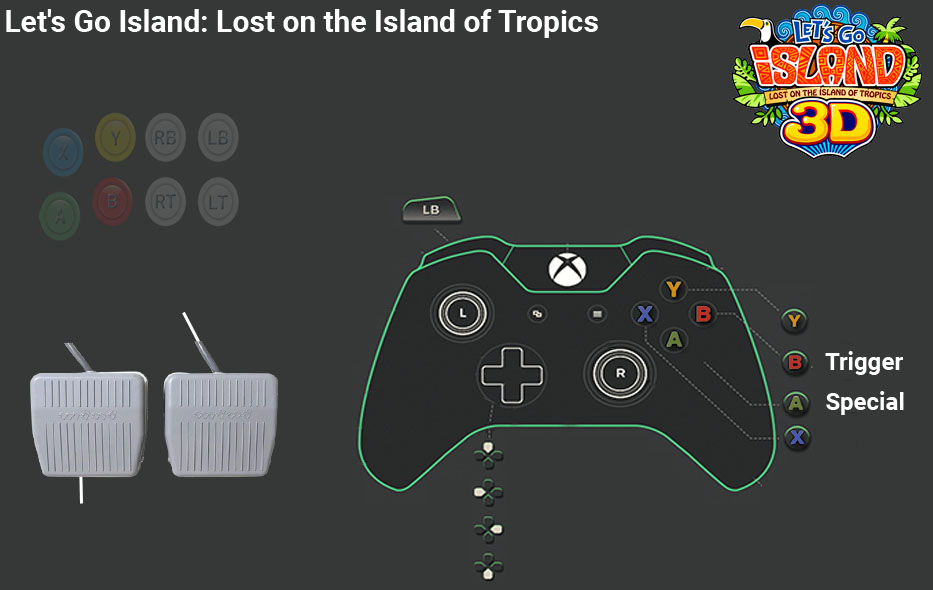 Let's Go Island: Lost on the Island of Tropics
LET'S GO
ISLAND
LOST ON THE ISLAND OF TROPICS
3D
X Y RB LB
A B RT LT
LB
L
Y
X B
A
R
Y
B Trigger
A Special
X